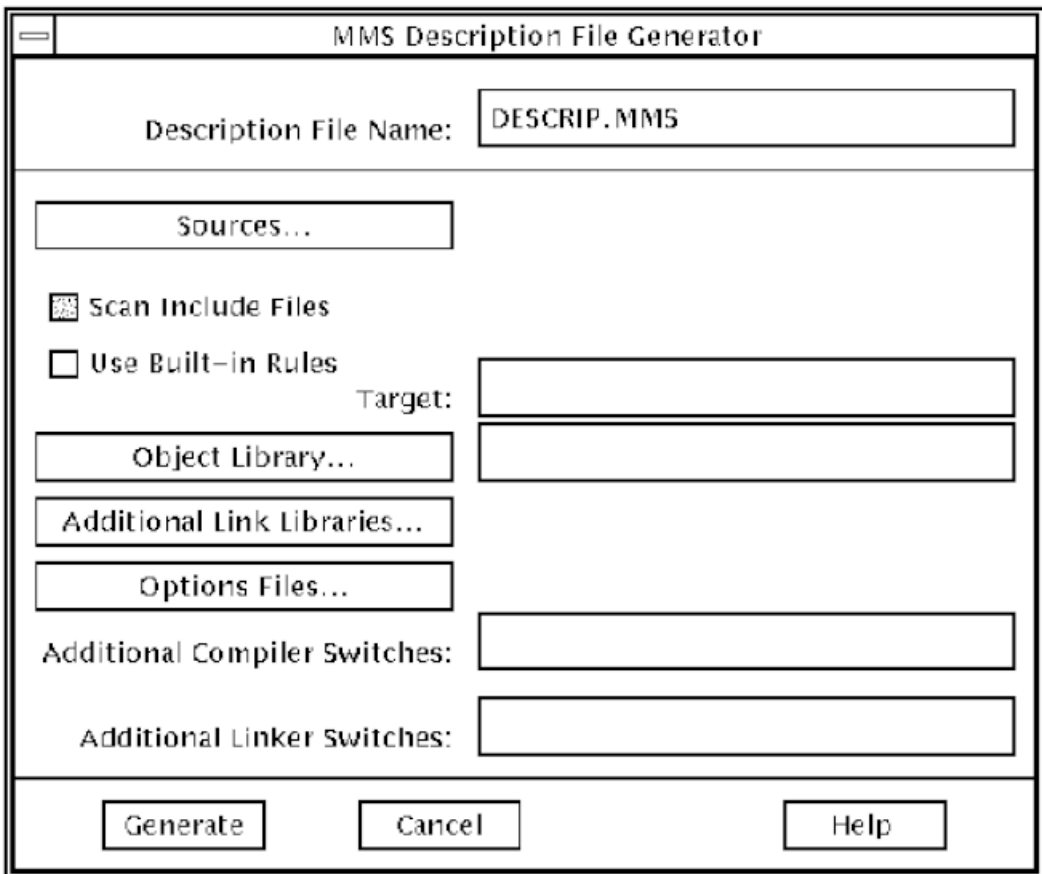 MMS Description File Generator
Description File Name:
DESCRIP.MMS
Sources...
Scan Include Files
Use Built-in Rules
Target:
Object Library...
Additional Link Libraries...
Options Files...
Additional Compiler Switches:
Additional Linker Switches:
Generate
Cancel
Help